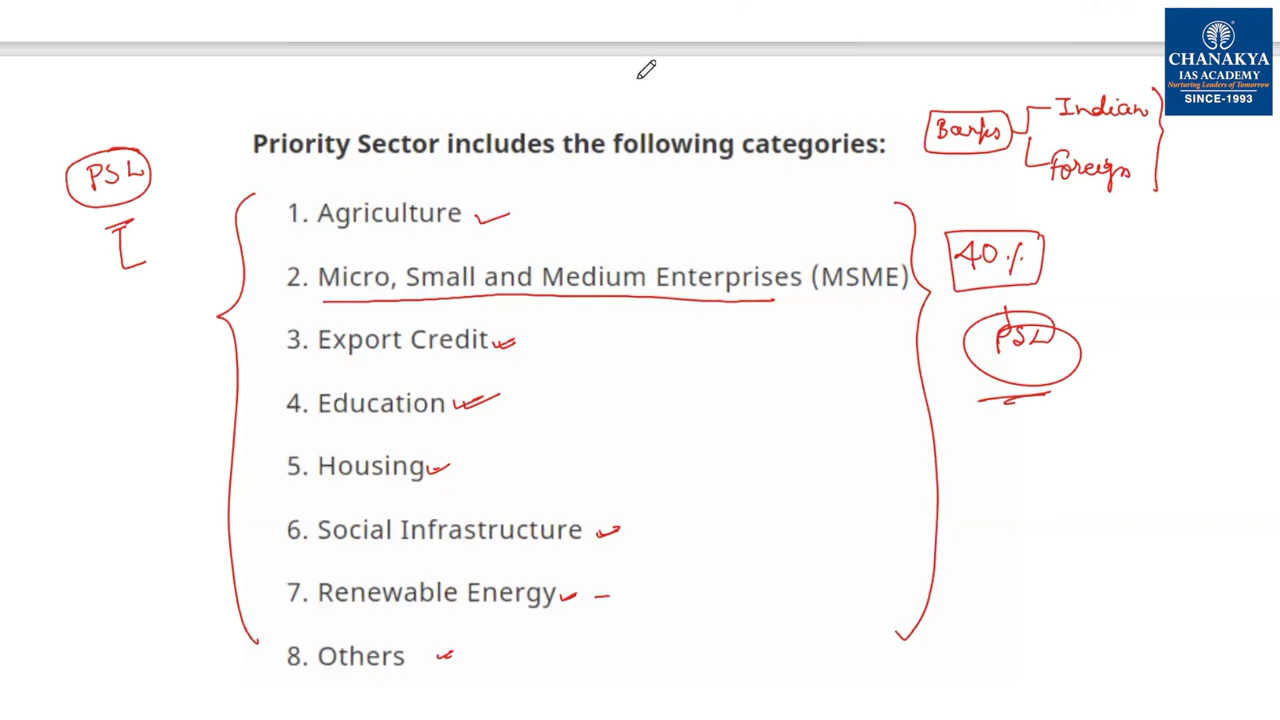 CHANAKYA
IAS ACADEMY
Nurturing Leaders of Tomorrow
SINCE-1993
Banks
Indian
Foreign
Priority Sector includes the following categories:
PSL
1. Agriculture
2. Micro, Small and Medium Enterprises (MSME)
3. Export Credit
4. Education
5. Housing
6. Social Infrastructure
7. Renewable Energy
8. Others
40%
PSL